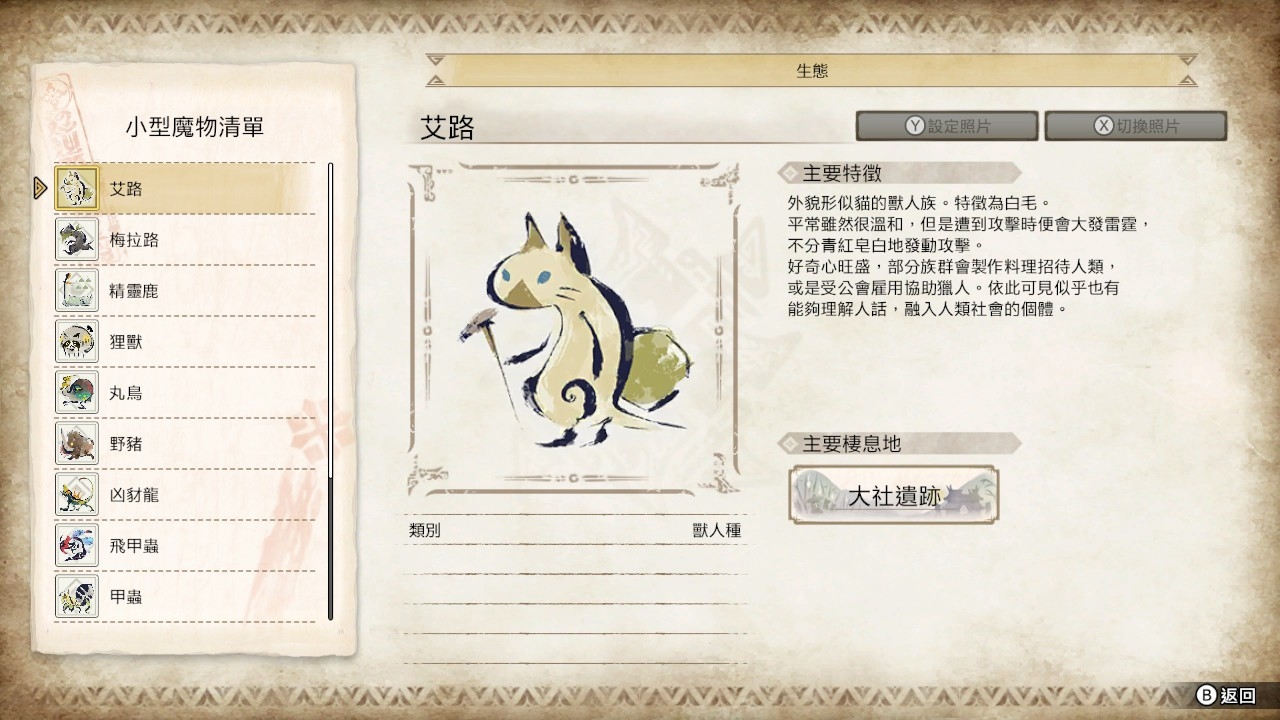 生態
小型魔物清單
艾路
梅拉路
精靈鹿
狸獸
丸鳥
野豬
凶豺龍
飛甲蟲
甲蟲
艾路
Y設定照片
X切換照片
主要特徵
外貌形似貓的獸人族。特徵為白毛。
平常雖然很溫和，但是遭到攻擊時便會大發雷霆，
不分青紅皂白地發動攻擊。
好奇心旺盛，部分族群會製作料理招待人類，
或是受公會雇用協助獵人。依此可見似乎也有
能夠理解人話，融入人類社會的個體。
主要棲息地
大社遺跡
類別 獸人種
B返回